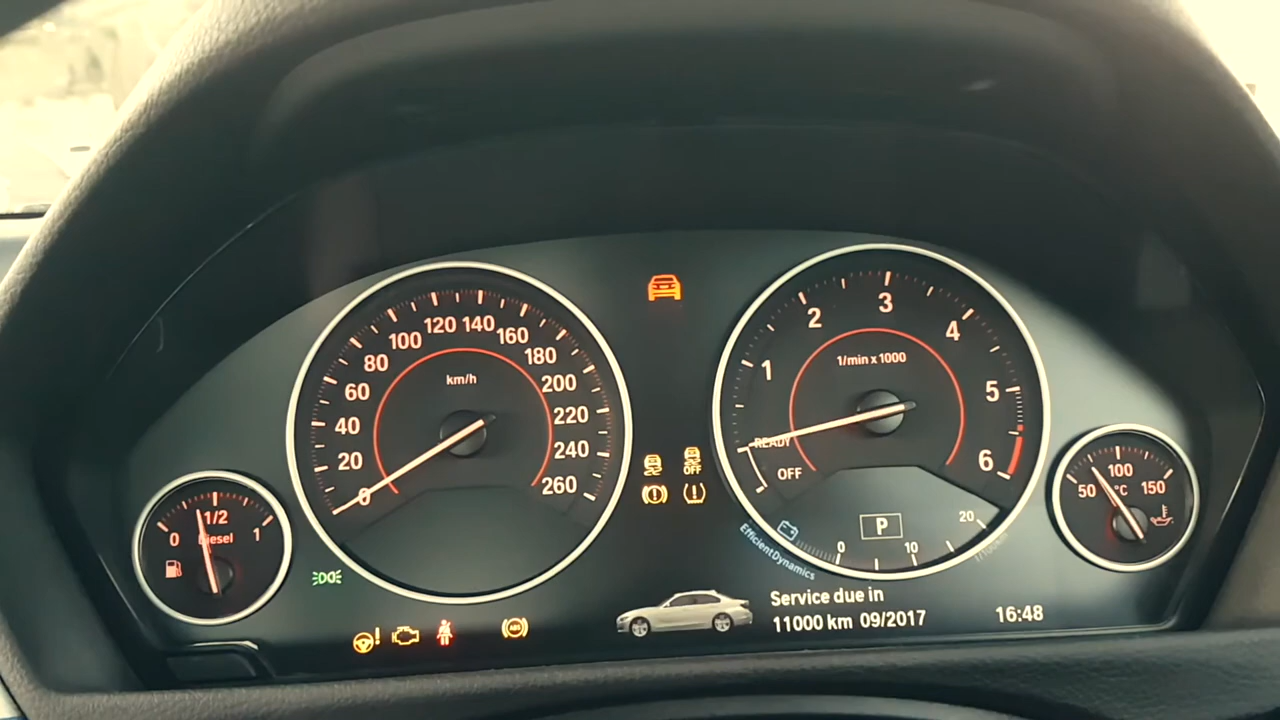 0
20
40
60
80
100
120
140
160
180
200
220
240
260
km/h
1
2
3
4
5
6
1/min x 1000
READY
OFF
0 1/2 1
Diesel
50 100 150
°C
OFF
ABS
P
0 10 20
EfficientDynamics
Service due in
11000 km 09/2017
16:48